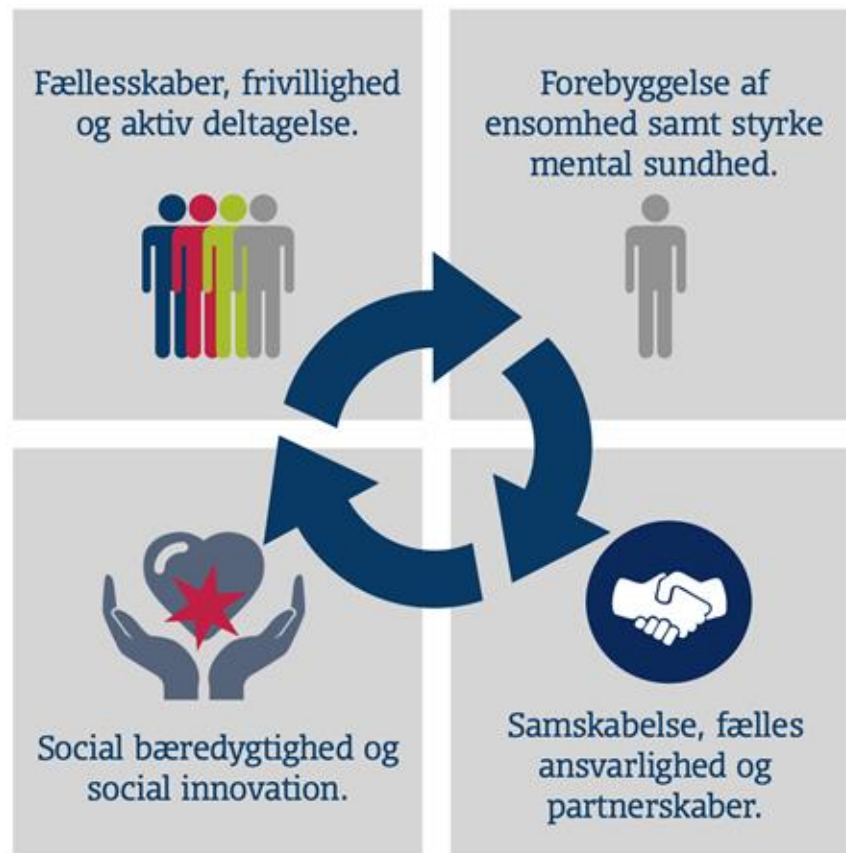 Fællesskaber, frivillighed
og aktiv deltagelse.
Forebyggelse af
ensomhed samt styrke
mental sundhed.
Social bæredygtighed og
social innovation.
Samskabelse, fælles
ansvarlighed og
partnerskaber.